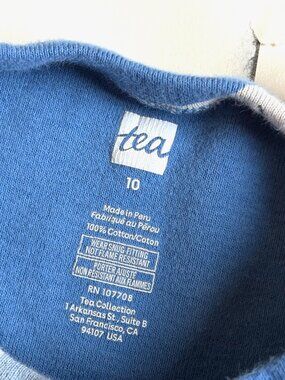 tea
10
Made in Peru
Fabriqué au Pérou
100% Cotton/Coton
WEAR SNUG FITTING
NOT FLAME RESISTANT
PORTER AJUSTÉ
NON RESISTANT AUX FLAMMES
RN 107708
Tea Collection
1 Arkansas St, Suite B
San Francisco, CA
94107 USA